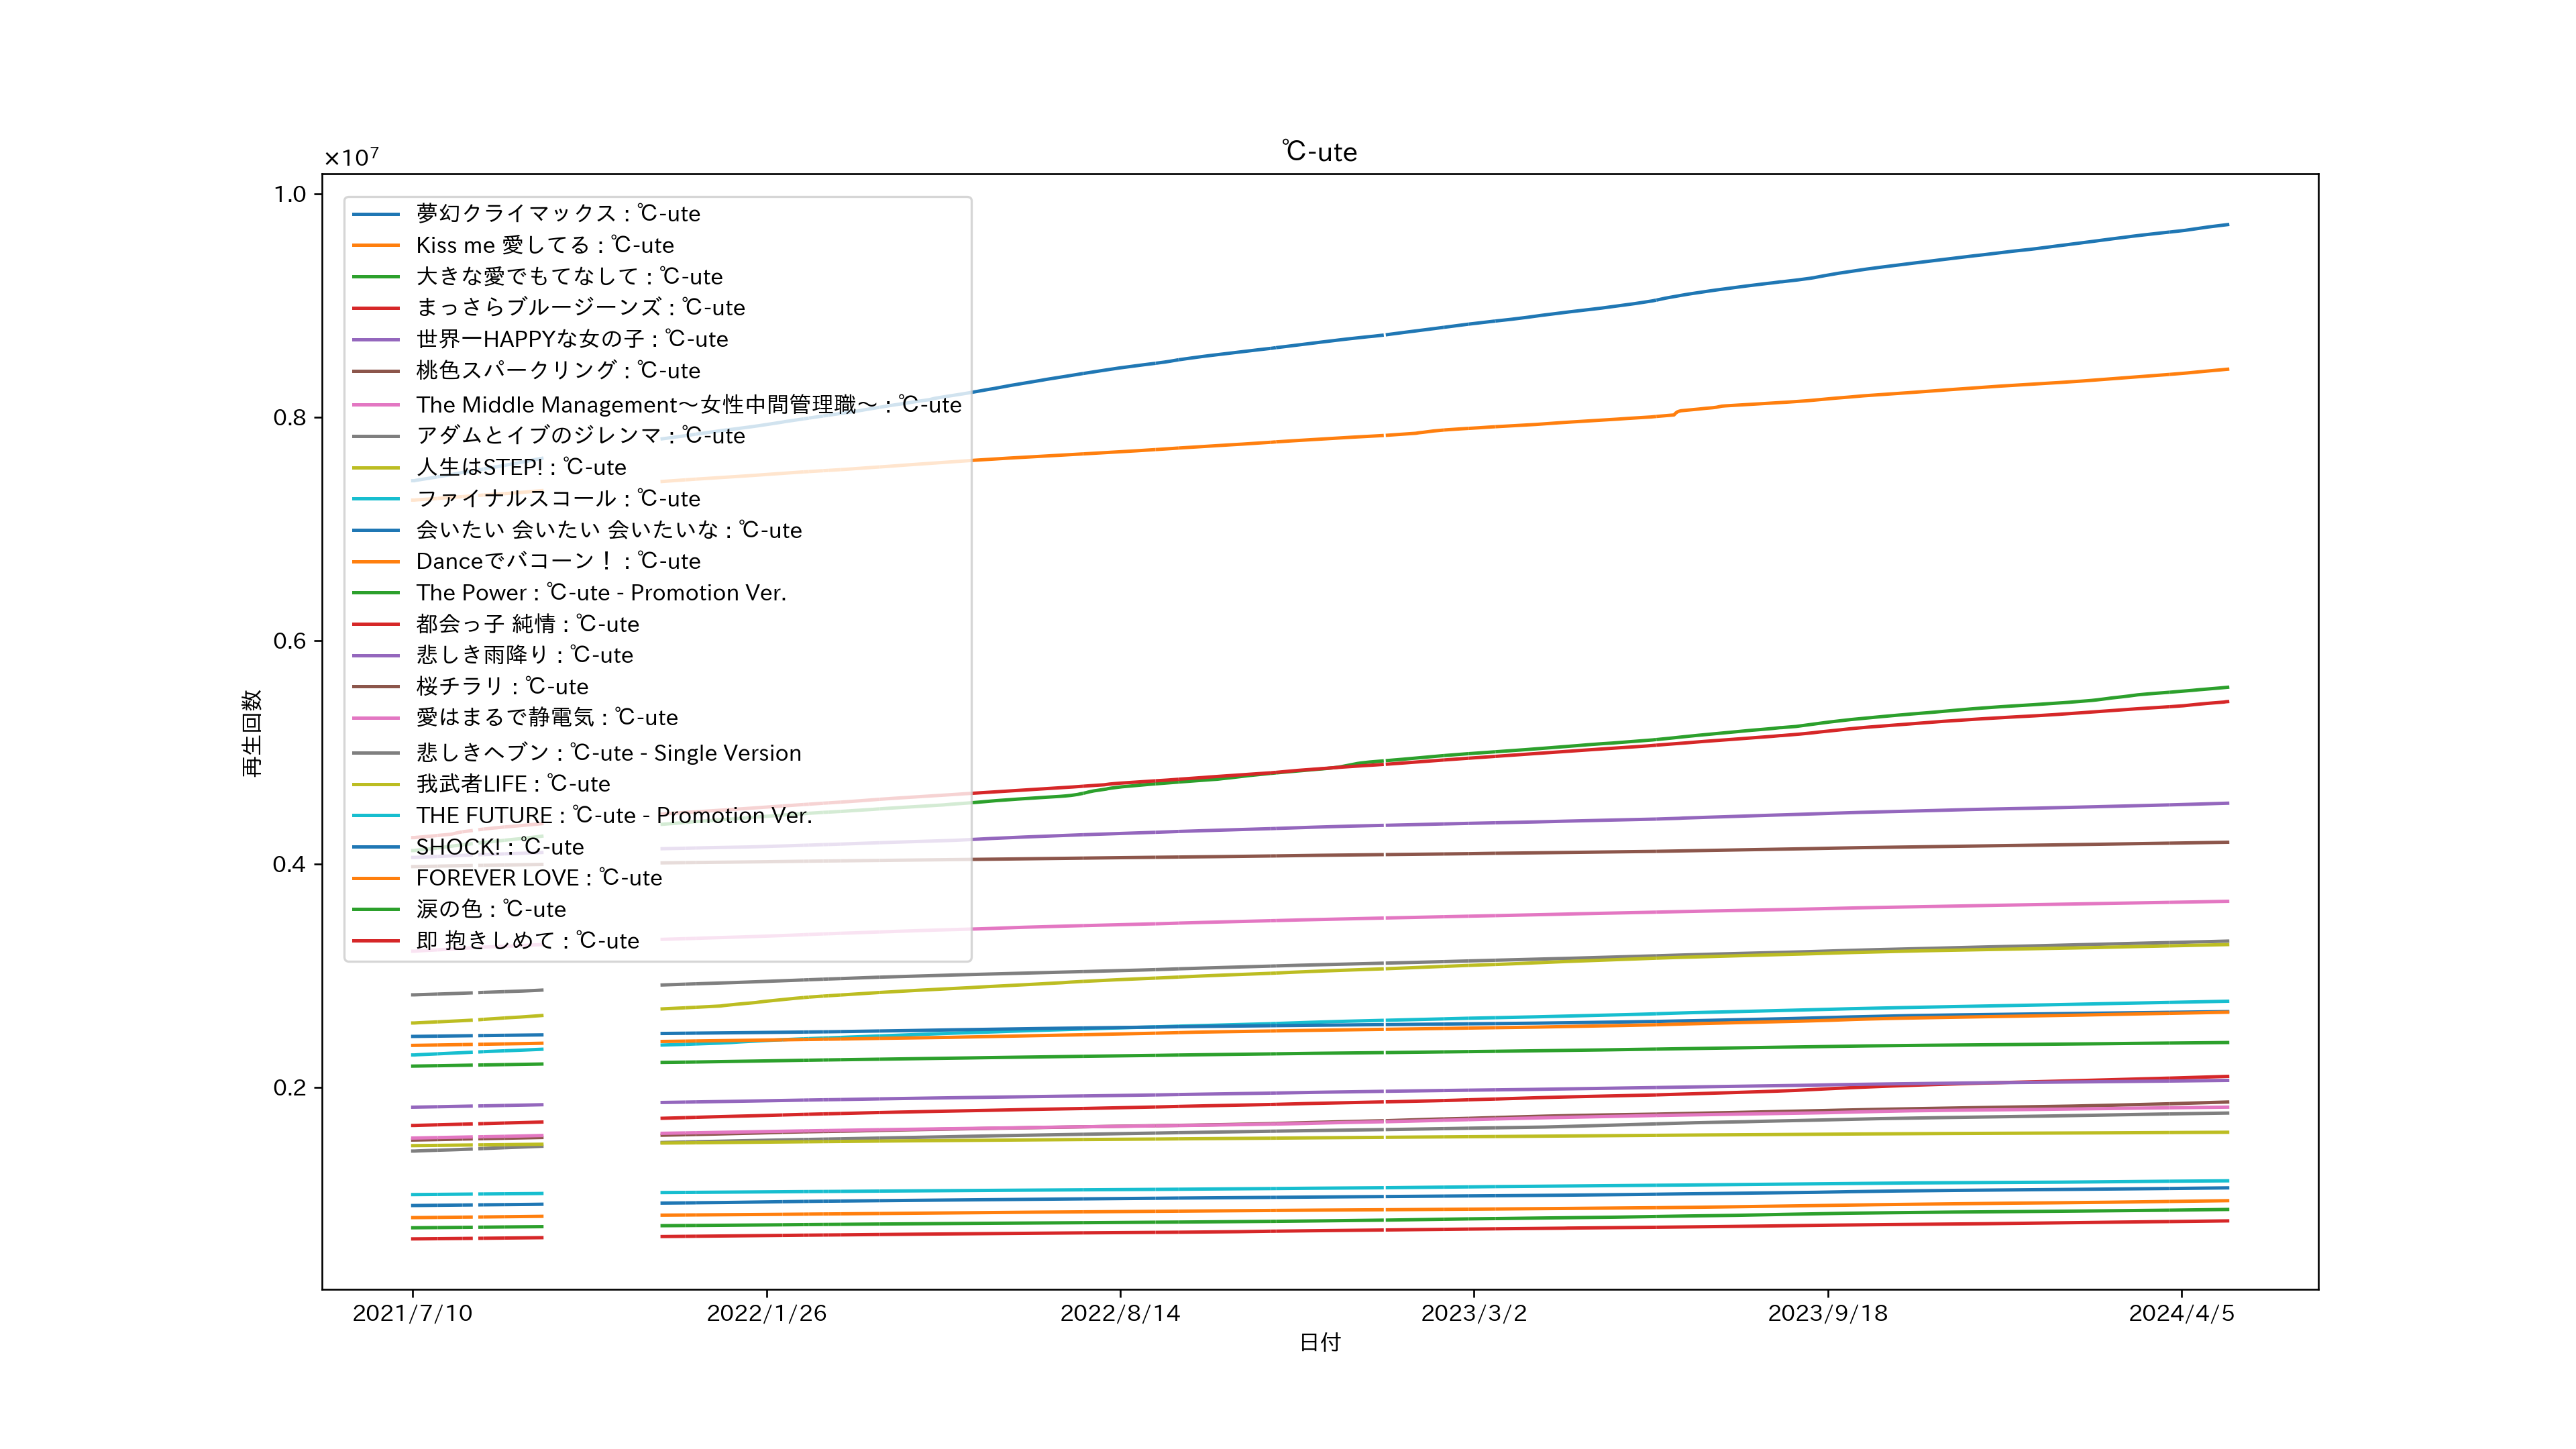 ℃-ute
×10⁷
1.0
0.8
0.6
0.4
0.2
再生回数
夢幻クライマックス : ℃-ute
Kiss me 愛してる : ℃-ute
大きな愛でもてなして : ℃-ute
まっさらブルージーンズ : ℃-ute
世界一HAPPYな女の子 : ℃-ute
桃色スパークリング : ℃-ute
The Middle Management〜女性中間管理職〜 : ℃-ute
アダムとイブのジレンマ : ℃-ute
人生はSTEP! : ℃-ute
ファイナルスコール : ℃-ute
会いたい 会いたい 会いたいな : ℃-ute
Danceでバコーン！ : ℃-ute
The Power : ℃-ute - Promotion Ver.
都会っ子 純情 : ℃-ute
悲しき雨降り : ℃-ute
桜チラリ : ℃-ute
愛はまるで静電気 : ℃-ute
悲しきヘブン : ℃-ute - Single Version
我武者LIFE : ℃-ute
THE FUTURE : ℃-ute - Promotion Ver.
SHOCK! : ℃-ute
FOREVER LOVE : ℃-ute
涙の色 : ℃-ute
即 抱きしめて : ℃-ute
2021/7/10 2022/1/26 2022/8/14 2023/3/2 2023/9/18 2024/4/5
日付